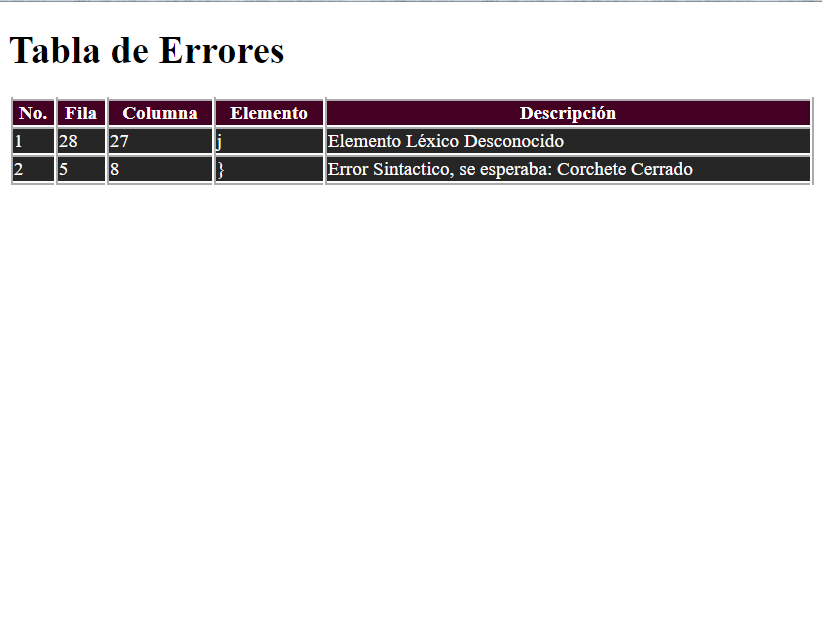 Tabla de Errores
No. Fila Columna Elemento Descripción
1 28 27 j Elemento Léxico Desconocido
2 5 8 } Error Sintactico, se esperaba: Corchete Cerrado